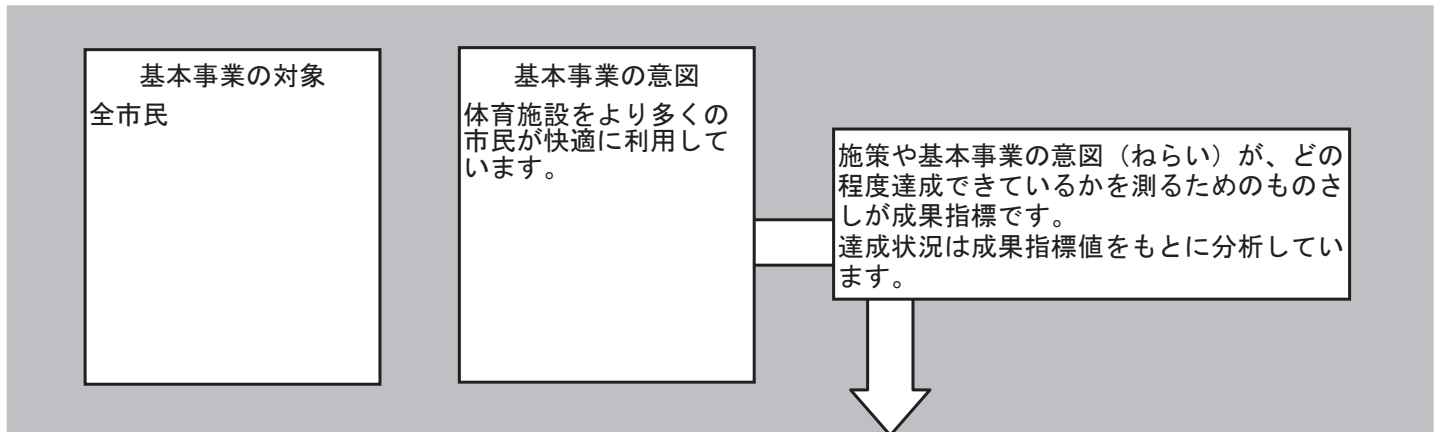 基本事業の対象
全市民
基本事業の意図
体育施設をより多くの
市民が快適に利用して
います。
施策や基本事業の意図（ねらい）が、どの
程度達成できているかを測るためのものさ
しが成果指標です。
達成状況は成果指標値をもとに分析してい
ます。